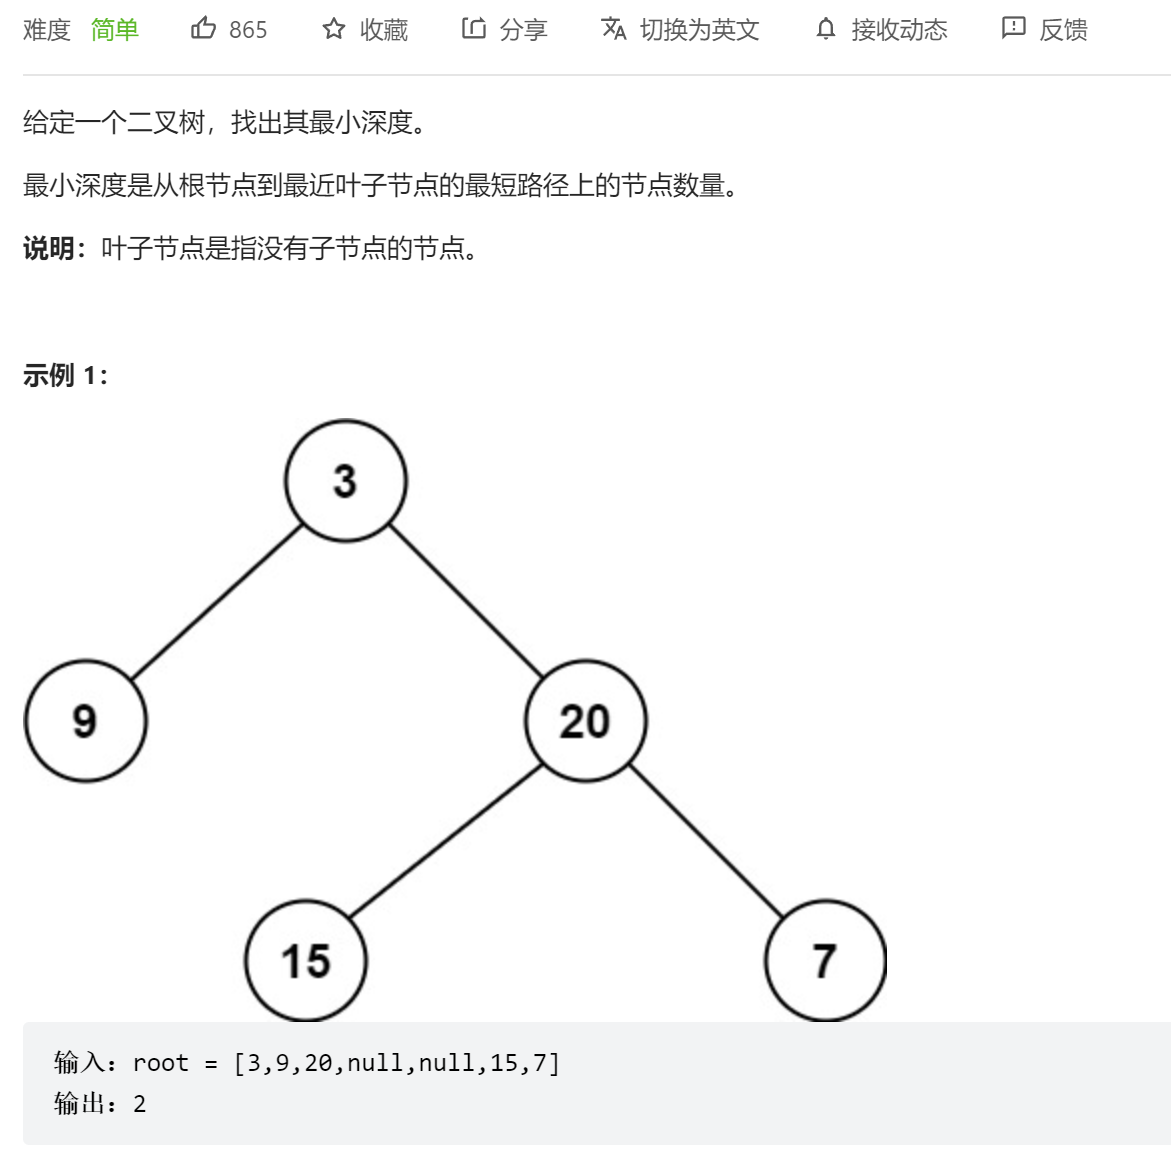 难度 简单 865 收藏 分享 切换为英文 接收动态 反馈
给定一个二叉树，找出其最小深度。
最小深度是从根节点到最近叶子节点的最短路径上的节点数量。
说明：叶子节点是指没有子节点的节点。
示例 1：
3
9 20
15 7
输入：root = [3,9,20,null,null,15,7]
输出：2